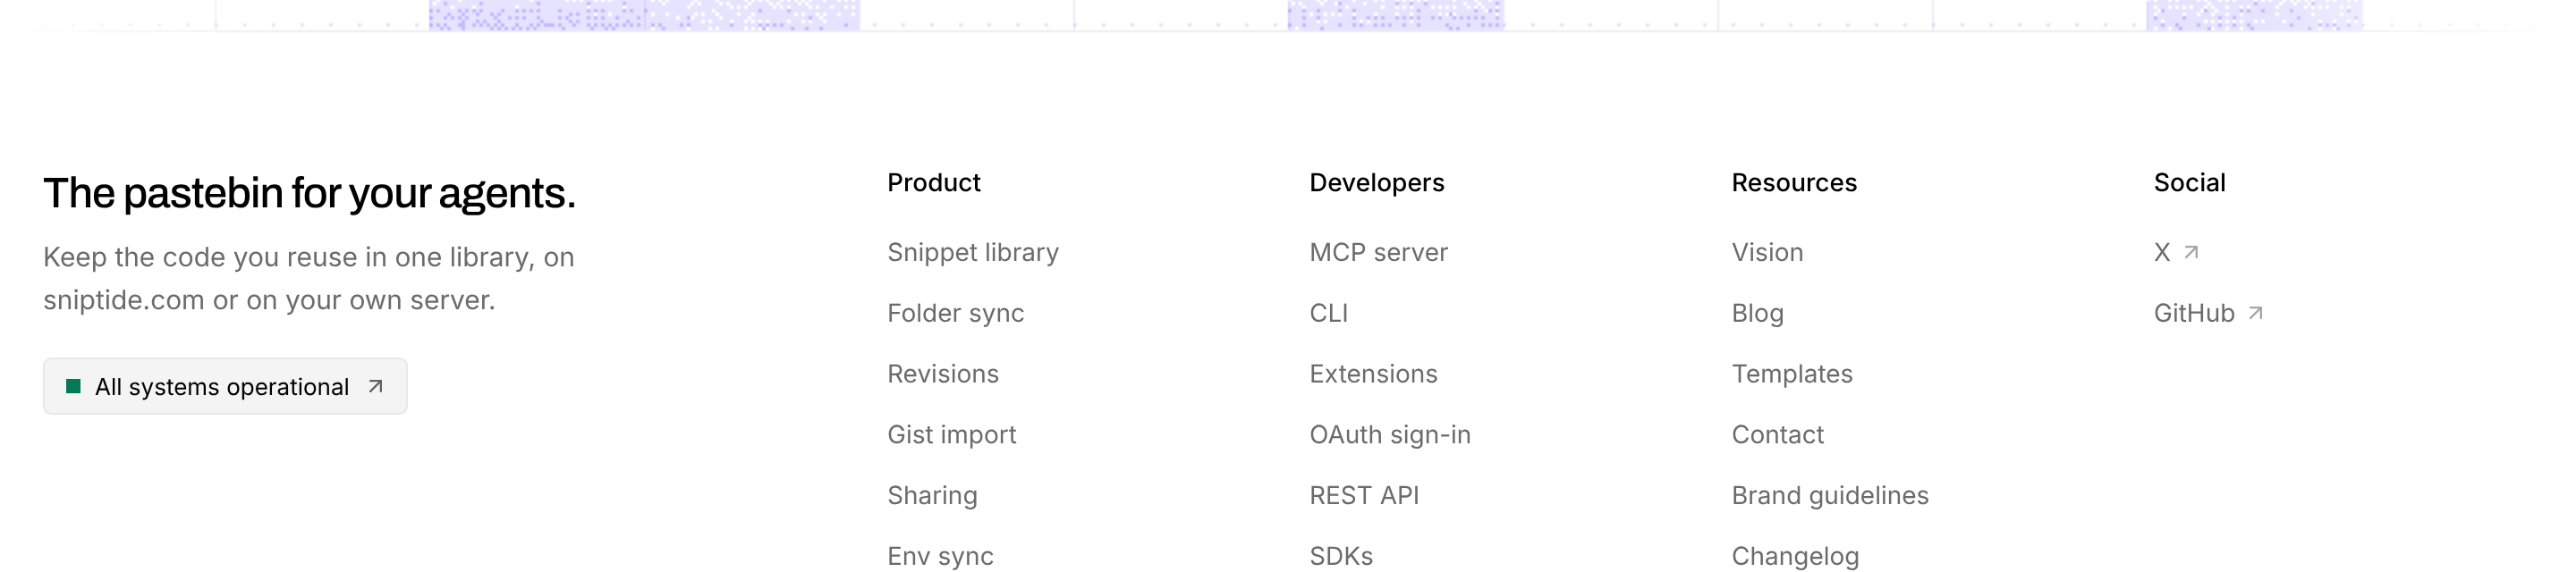 The pastebin for your agents.
Keep the code you reuse in one library, on
sniptide.com or on your own server.
All systems operational
Product
Snippet library
Folder sync
Revisions
Gist import
Sharing
Env sync
Developers
MCP server
CLI
Extensions
OAuth sign-in
REST API
SDKs
Resources
Vision
Blog
Templates
Contact
Brand guidelines
Changelog
Social
X
GitHub